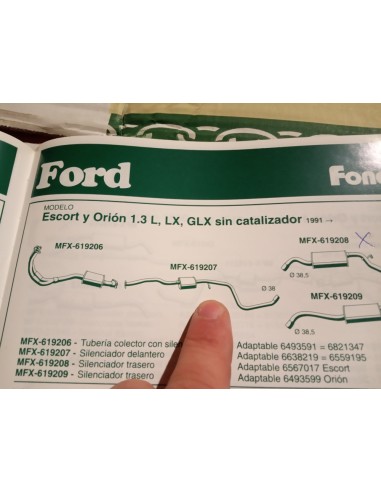 Ford
Fonc
MODELO
Escort y Orión 1.3 L, LX, GLX sin catalizador 1991 →
MFX-619206
MFX-619207
MFX-619208
X
Ø 38
Ø 38,5
MFX-619209
Ø 38,5
MFX-619206 - Tubería colector con silen
Adaptable 6493591 = 6821347
MFX-619207 - Silenciador delantero
Adaptable 6638219 = 6559195
MFX-619208 - Silenciador trasero
Adaptable 6567017 Escort
MFX-619209 - Silenciador trasero
Adaptable 6493599 Orión